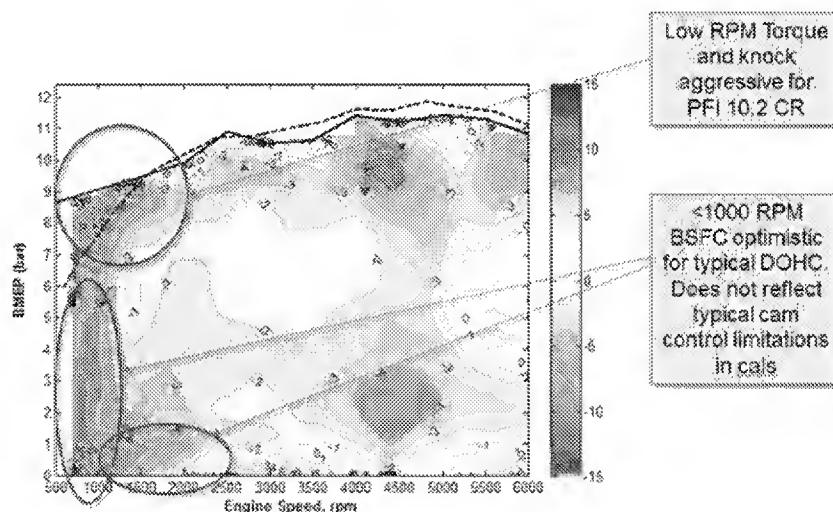 Low RPM Torque
and knock
aggressive for
PFI 10.2 CR
<1000 RPM
BSFC optimistic
for typical DOHC.
Does not reflect
typical cam
control limitations
in cals
BMEP (bar)
12
11
10
9
8
7
6
5
4
3
2
1
0
500 1000 1500 2000 2500 3000 3500 4000 4500 5000 5500 6000
Engine Speed, rpm
15
10
5
0
-5
-10
-15